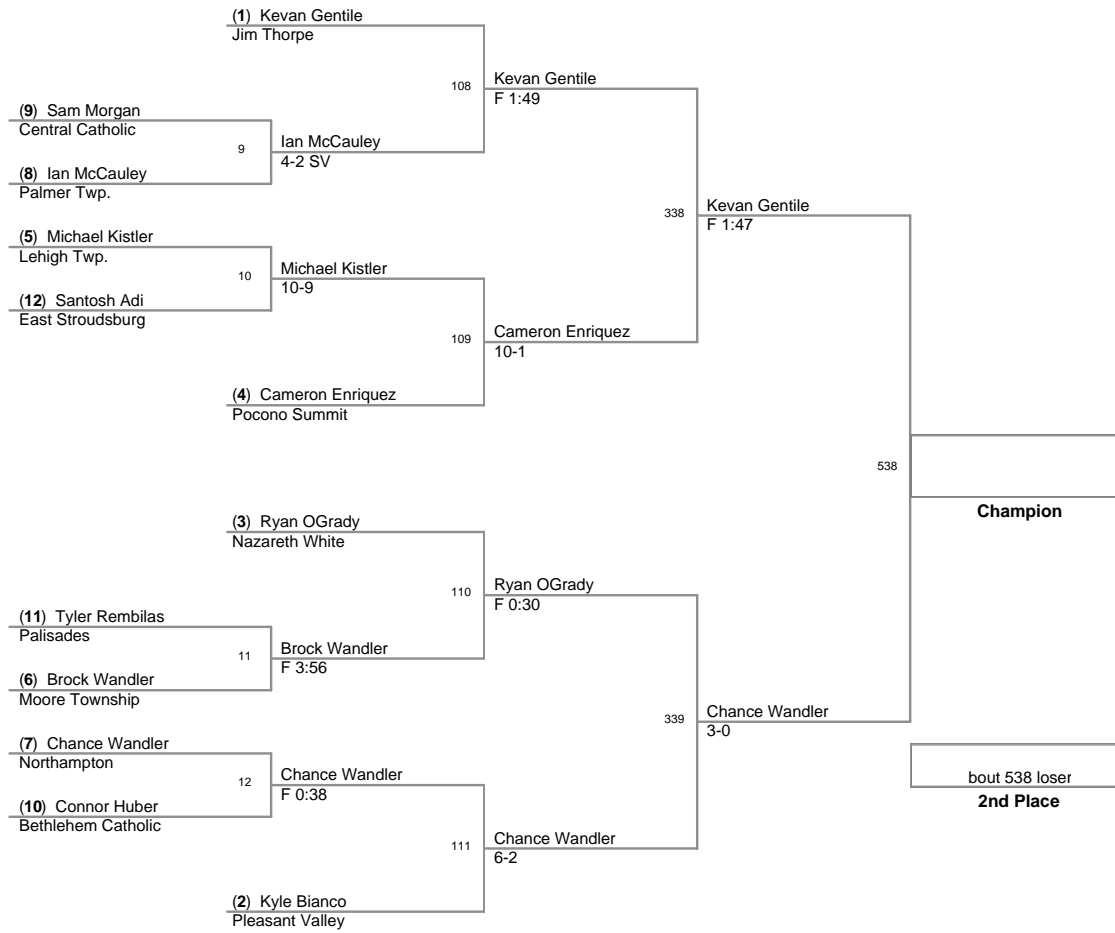 (1) Kevan Gentile
Jim Thorpe
108
Kevan Gentile
F 1:49
(9) Sam Morgan
Central Catholic
9
Ian McCauley
4-2 SV
(8) Ian McCauley
Palmer Twp.
338
Kevan Gentile
F 1:47
(5) Michael Kistler
Lehigh Twp.
10
Michael Kistler
10-9
(12) Santosh Adi
East Stroudsburg
109
Cameron Enriquez
10-1
(4) Cameron Enriquez
Pocono Summit
538
Champion
(3) Ryan OGrady
Nazareth White
110
Ryan OGrady
F 0:30
(11) Tyler Rembilas
Palisades
11
Brock Wandler
F 3:56
(6) Brock Wandler
Moore Township
339
Chance Wandler
3-0
(7) Chance Wandler
Northampton
12
Chance Wandler
F 0:38
(10) Connor Huber
Bethlehem Catholic
bout 538 loser
2nd Place
111
Chance Wandler
6-2
(2) Kyle Bianco
Pleasant Valley